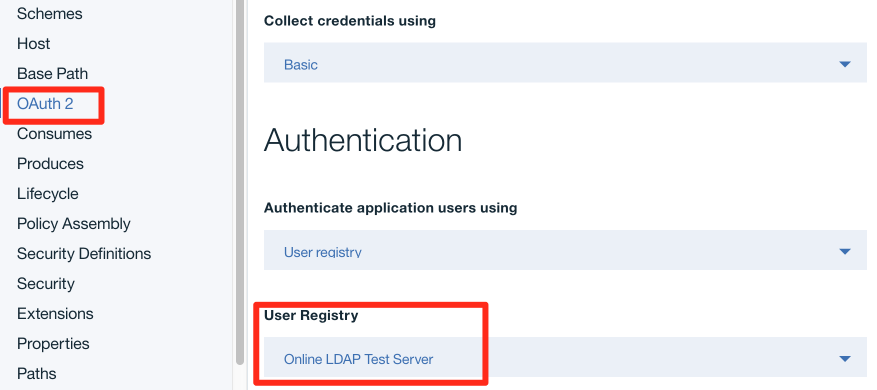 Schemes
Host
Base Path
OAuth 2
Consumes
Produces
Lifecycle
Policy Assembly
Security Definitions
Security
Extensions
Properties
Paths
Collect credentials using
Basic
Authentication
Authenticate application users using
User registry
User Registry
Online LDAP Test Server